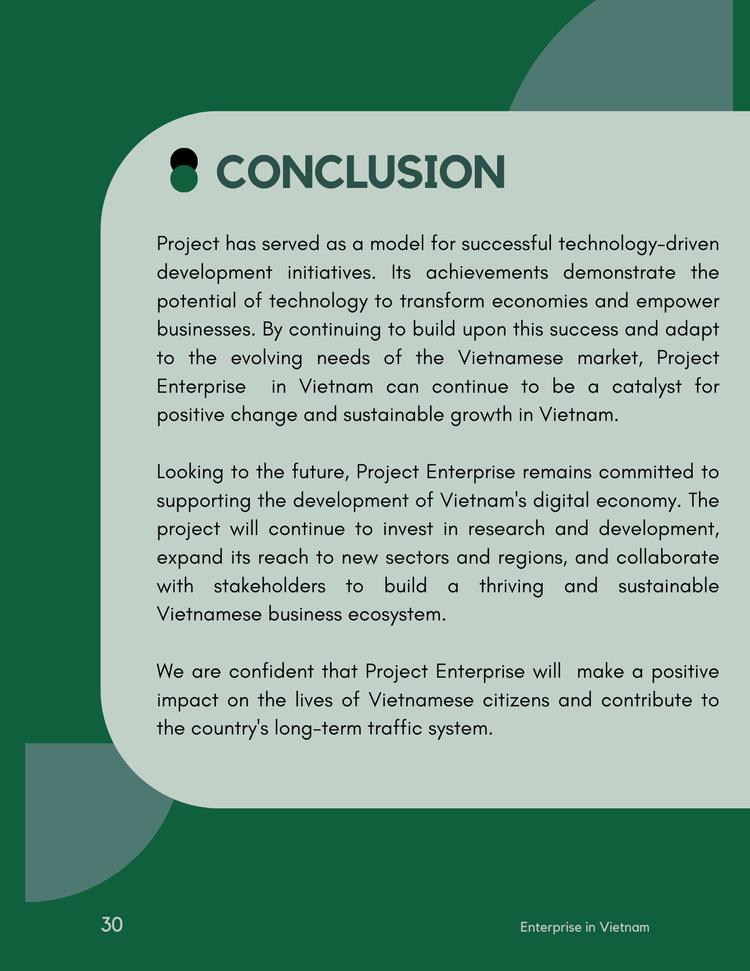 CONCLUSION
Project has served as a model for successful technology-driven
development initiatives. Its achievements demonstrate the
potential of technology to transform economies and empower
businesses. By continuing to build upon this success and adapt
to the evolving needs of the Vietnamese market, Project
Enterprise in Vietnam can continue to be a catalyst for
positive change and sustainable growth in Vietnam.
Looking to the future, Project Enterprise remains committed to
supporting the development of Vietnam's digital economy. The
project will continue to invest in research and development,
expand its reach to new sectors and regions, and collaborate
with stakeholders to build a thriving and sustainable
Vietnamese business ecosystem.
We are confident that Project Enterprise will make a positive
impact on the lives of Vietnamese citizens and contribute to
the country's long-term traffic system.
30
Enterprise in Vietnam